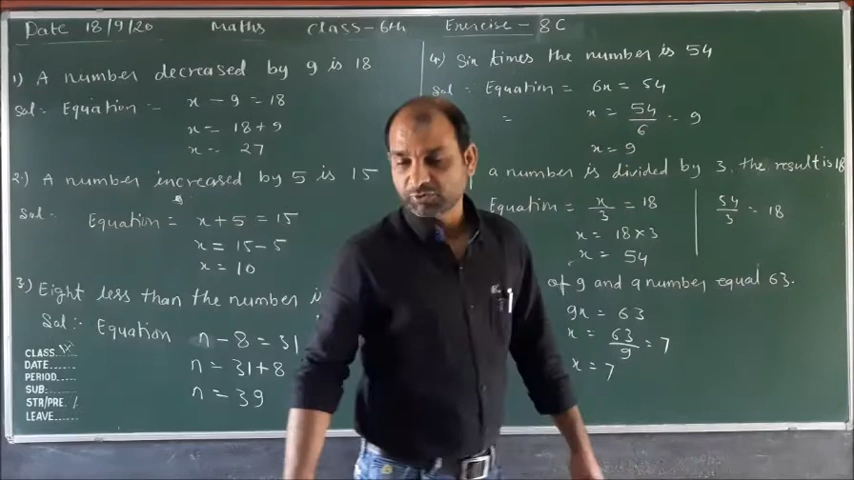 Date 18/9/20 Maths Class-6th Exercise-8C
1) A number decreased by 9 is 18
Sol:- Equation:- x - 9 = 18
x = 18+9
x = 27
2) A number increased by 5 is 15
Sol:- Equation = x+5 = 15
x = 15-5
x = 10
3) Eight less than the number is
Sol:- Equation n-8 = 31
n = 31+8
n = 39
CLASS: V
DATE
PERIOD
SUB:
STR/PRE. /
LEAVE
4) Six times the number is 54
Sol:- Equation = 6x = 54
= x = 54/6 = 9
x = 9
a number is divided by 3, the result is 18
Equation = x/3 = 18
x = 18×3
x = 54
54/3 = 18
of 9 and a number equal 63.
9x = 63
x = 63/9 = 7
x = 7